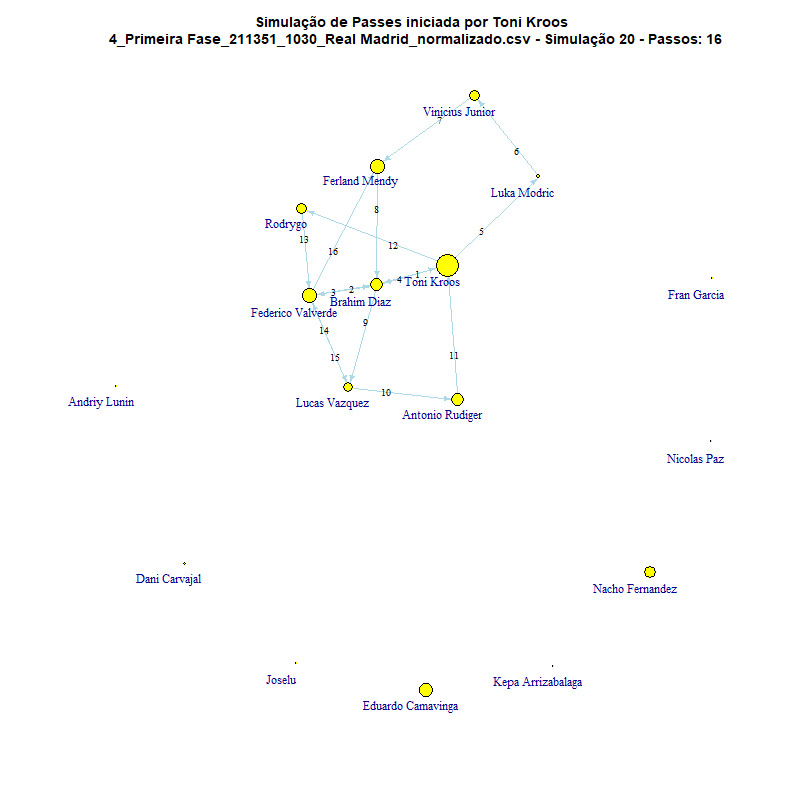 Simulação de Passes iniciada por Toni Kroos
4_Primeira Fase_211351_1030_Real Madrid_normalizado.csv - Simulação 20 - Passos: 16
Vinicius Junior
7
6
Ferland Mendy
Luka Modric
8
Rodrygo
5
13
12
16
4
1
Toni Kroos
3
2
Brahim Diaz
Fran Garcia
Federico Valverde
9
14
15
11
Andriy Lunin
10
Lucas Vazquez
Antonio Rudiger
Nicolas Paz
Dani Carvajal
Nacho Fernandez
Joselu
Kepa Arrizabalaga
Eduardo Camavinga